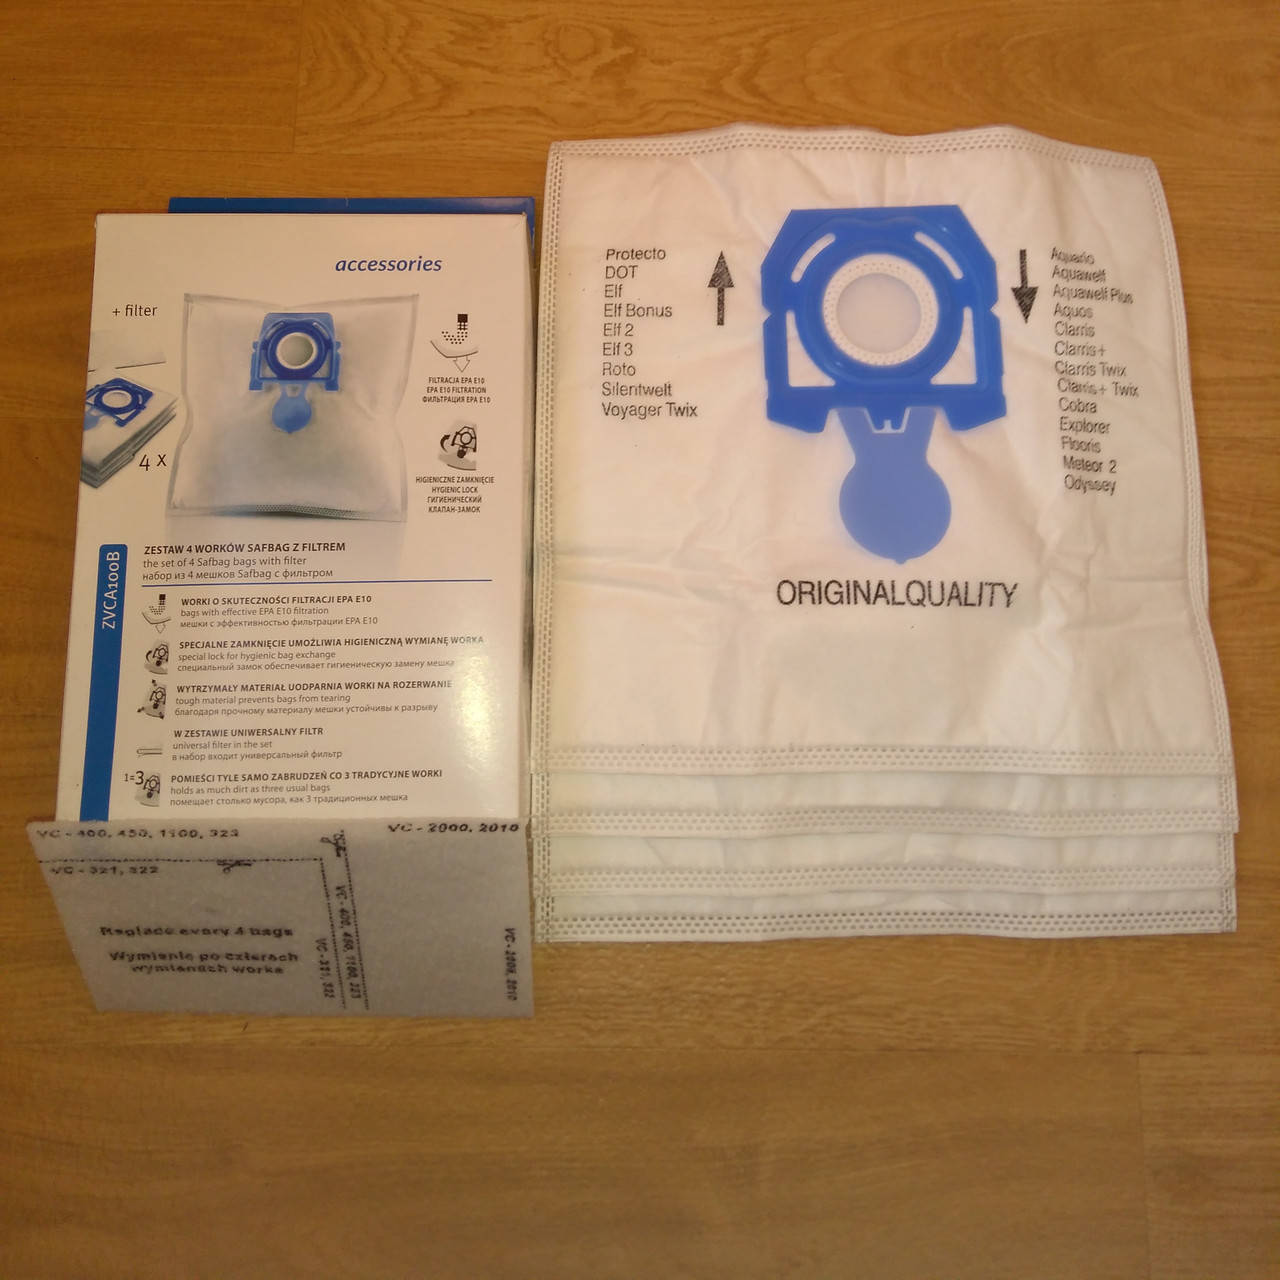 accessories
+ filter
4 x
FILTRACJA EPA E10
EPA E10 FILTRATION
ФИЛЬТРАЦИЯ EPA E10
HIGIENICZNE ZAMKNIĘCIE
HYGIENIC LOCK
ГИГИЕНИЧЕСКИЙ
КЛАПАН-ЗАМОК
ZVCA100B
ZESTAW 4 WORKÓW SAFBAG Z FILTREM
the set of 4 Safbag bags with filter
набор из 4 мешков Safbag с фильтром
WORKI O SKUTECZNOŚCI FILTRACJI EPA E10
bags with effective EPA E10 filtration
мешки с эффективностью фильтрации EPA E10
SPECJALNE ZAMKNIĘCIE UMOŻLIWIA HIGIENICZNĄ WYMIANĘ WORKA
special lock for hygienic bag exchange
специальный замок обеспечивает гигиеническую замену мешка
WYTRZYMAŁY MATERIAŁ UODPARNIA WORKI NA ROZERWANIE
tough material prevents bags from tearing
благодаря прочному материалу мешки устойчивы к разрыву
W ZESTAWIE UNIWERSALNY FILTR
universal filter in the set
в набор входит универсальный фильтр
1=3
POMIEŚCI TYLE SAMO ZABRUDZEŃ CO 3 TRADYCYJNE WORKI
holds as much dirt as three usual bags
помещает столько мусора, как 3 традиционных мешка
VC - 400, 450, 1100, 323
VC - 2000, 2010
VC - 321, 322
Replace every 4 bags
Wymienić po czterech
wymianach worka
VC - 400, 450, 1100, 323
VC - 321, 322
VC - 2000, 2010
Protecto
DOT
Elf
Elf Bonus
Elf 2
Elf 3
Roto
Silentwelt
Voyager Twix
Aquario
Aquawelt
Aquawelt Plus
Aquos
Clarris
Clarris+
Clarris Twix
Clarris+ Twix
Cobra
Explorer
Flooris
Meteor 2
Odyssey
ORIGINALQUALITY